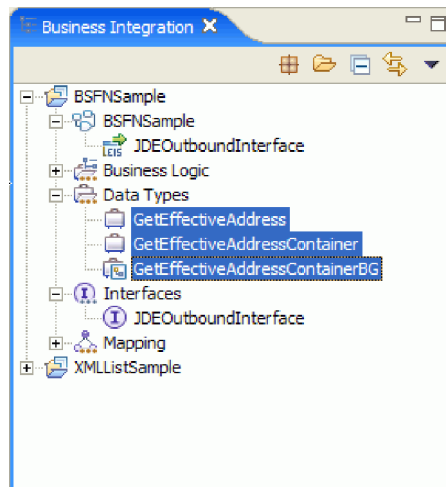 Business Integration
BSFNSample
BSFNSample
EIS JDEOutboundInterface
Business Logic
Data Types
GetEffectiveAddress
GetEffectiveAddressContainer
GetEffectiveAddressContainerBG
Interfaces
I JDEOutboundInterface
Mapping
XMLListSample